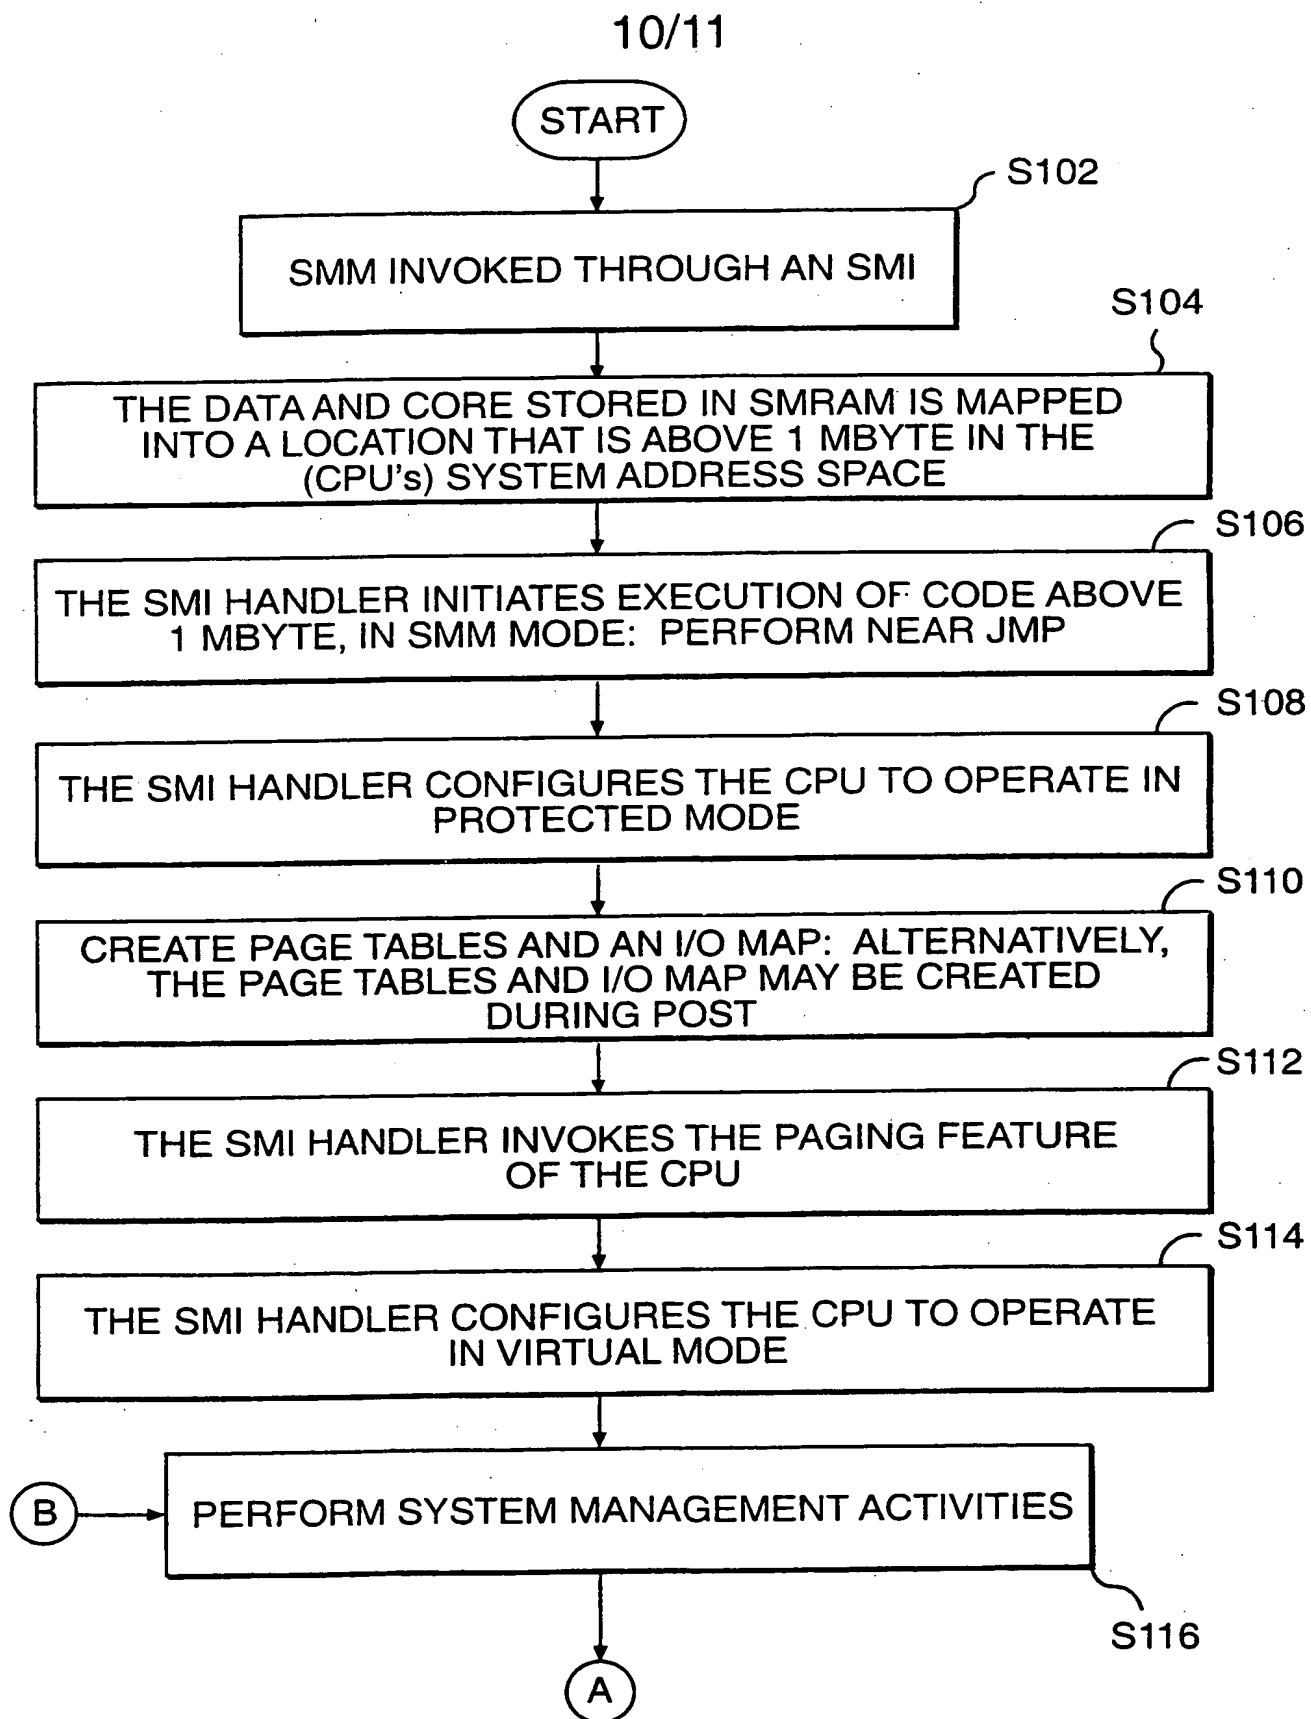 10/11
START
S102
SMM INVOKED THROUGH AN SMI
S104
THE DATA AND CORE STORED IN SMRAM IS MAPPED
INTO A LOCATION THAT IS ABOVE 1 MBYTE IN THE
(CPU's) SYSTEM ADDRESS SPACE
S106
THE SMI HANDLER INITIATES EXECUTION OF CODE ABOVE
1 MBYTE, IN SMM MODE: PERFORM NEAR JMP
S108
THE SMI HANDLER CONFIGURES THE CPU TO OPERATE IN
PROTECTED MODE
S110
CREATE PAGE TABLES AND AN I/O MAP: ALTERNATIVELY,
THE PAGE TABLES AND I/O MAP MAY BE CREATED
DURING POST
S112
THE SMI HANDLER INVOKES THE PAGING FEATURE
OF THE CPU
S114
THE SMI HANDLER CONFIGURES THE CPU TO OPERATE
IN VIRTUAL MODE
B
PERFORM SYSTEM MANAGEMENT ACTIVITIES
S116
A